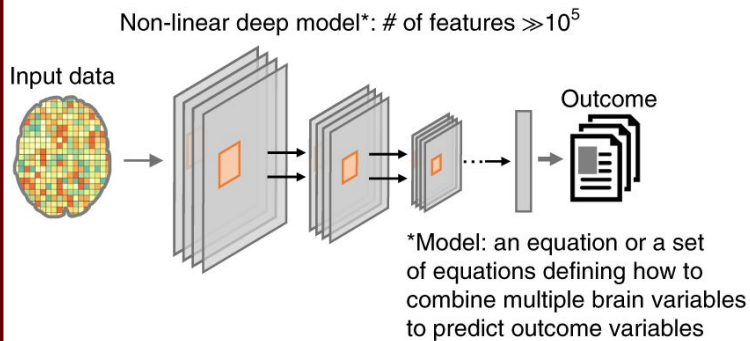 Non-linear deep model*: # of features ≫10⁵
Input data
Outcome
*Model: an equation or a set
of equations defining how to
combine multiple brain variables
to predict outcome variables